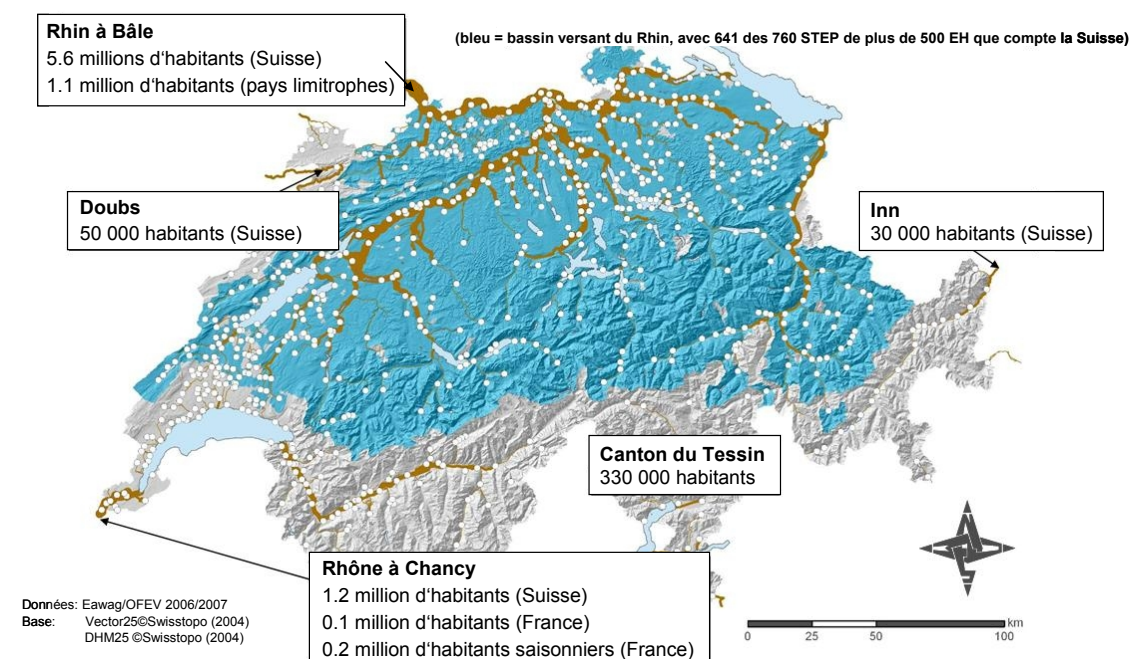 Rhin à Bâle
5.6 millions d‘habitants (Suisse)
1.1 million d‘habitants (pays limitrophes)
(bleu = bassin versant du Rhin, avec 641 des 760 STEP de plus de 500 EH que compte la Suisse)
Doubs
50 000 habitants (Suisse)
Inn
30 000 habitants (Suisse)
Canton du Tessin
330 000 habitants
Rhône à Chancy
1.2 million d‘habitants (Suisse)
0.1 million d‘habitants (France)
0.2 million d‘habitants saisonniers (France)
Données: Eawag/OFEV 2006/2007
Base: Vector25©Swisstopo (2004)
DHM25 ©Swisstopo (2004)
km
0 25 50 100